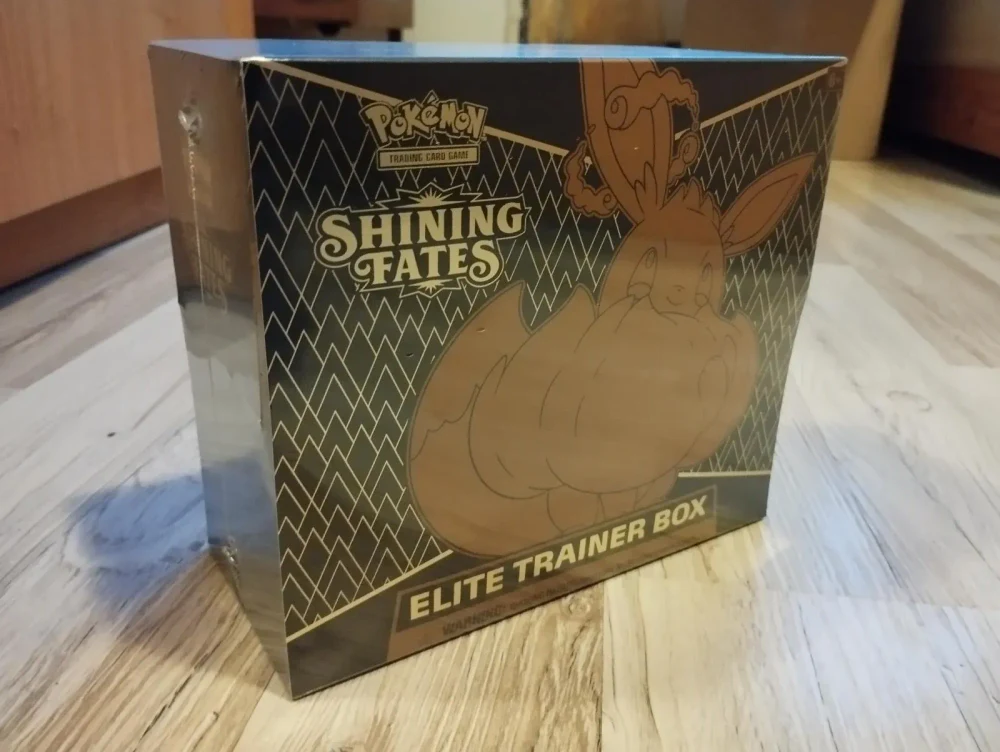 Pokémon
TRADING CARD GAME
SHINING
FATES
ELITE TRAINER BOX
WARNING!